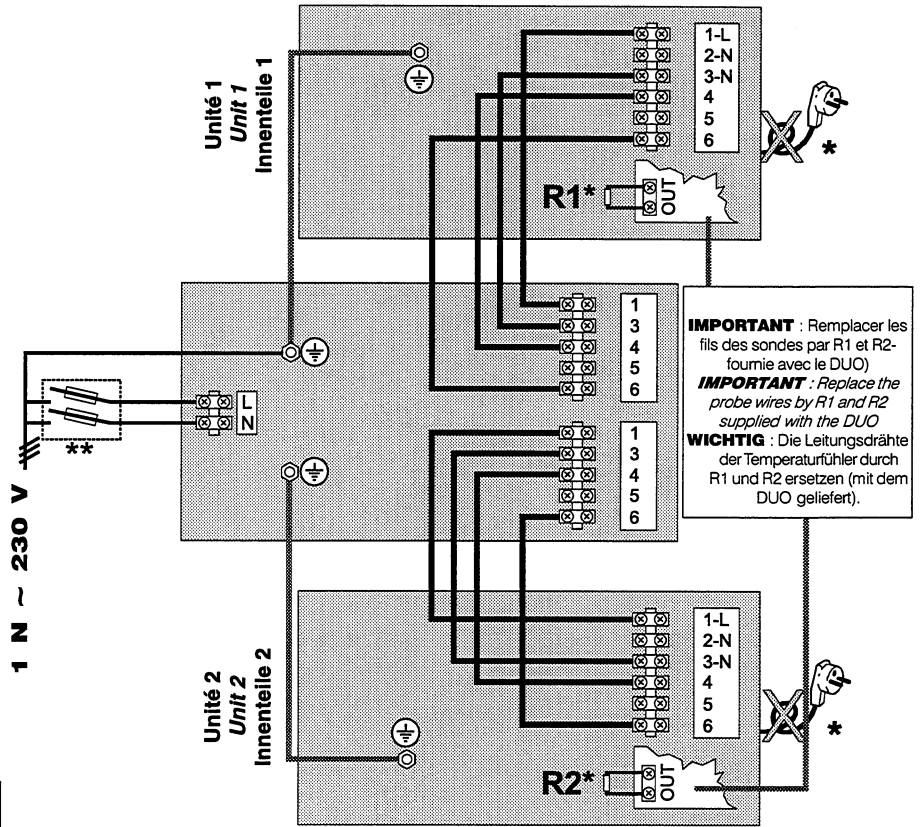 Unité 1
Unit 1
Innenteile 1
1-L
2-N
3-N
4
5
6
*
R1*
OUT
1
3
4
5
6
L
N
**
1 N ~ 230 V
1
3
4
5
6
IMPORTANT : Remplacer les
fils des sondes par R1 et R2-
fournie avec le DUO)
IMPORTANT : Replace the
probe wires by R1 and R2
supplied with the DUO
WICHTIG : Die Leitungsdrähte
der Temperaturfühler durch
R1 und R2 ersetzen (mit dem
DUO geliefert).
Unité 2
Unit 2
Innenteile 2
1-L
2-N
3-N
4
5
6
*
R2*
OUT